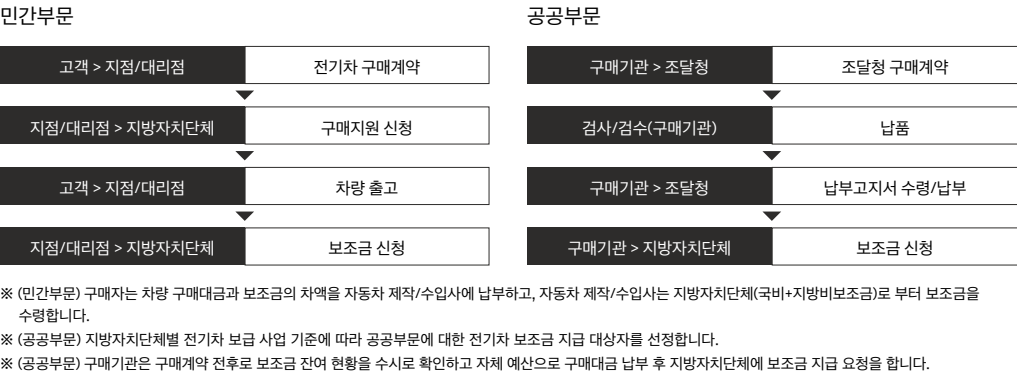 민간부문
고객 > 지점/대리점 전기차 구매계약
지점/대리점 > 지방자치단체 구매지원 신청
고객 > 지점/대리점 차량 출고
지점/대리점 > 지방자치단체 보조금 신청
공공부문
구매기관 > 조달청 조달청 구매계약
검사/검수(구매기관) 납품
구매기관 > 조달청 납부고지서 수령/납부
구매기관 > 지방자치단체 보조금 신청
※ (민간부문) 구매자는 차량 구매대금과 보조금의 차액을 자동차 제작/수입사에 납부하고, 자동차 제작/수입사는 지방자치단체(국비+지방비보조금)로 부터 보조금을
수령합니다.
※ (공공부문) 지방자치단체별 전기차 보급 사업 기준에 따라 공공부문에 대한 전기차 보조금 지급 대상자를 선정합니다.
※ (공공부문) 구매기관은 구매계약 전후로 보조금 잔여 현황을 수시로 확인하고 자체 예산으로 구매대금 납부 후 지방자치단체에 보조금 지급 요청을 합니다.